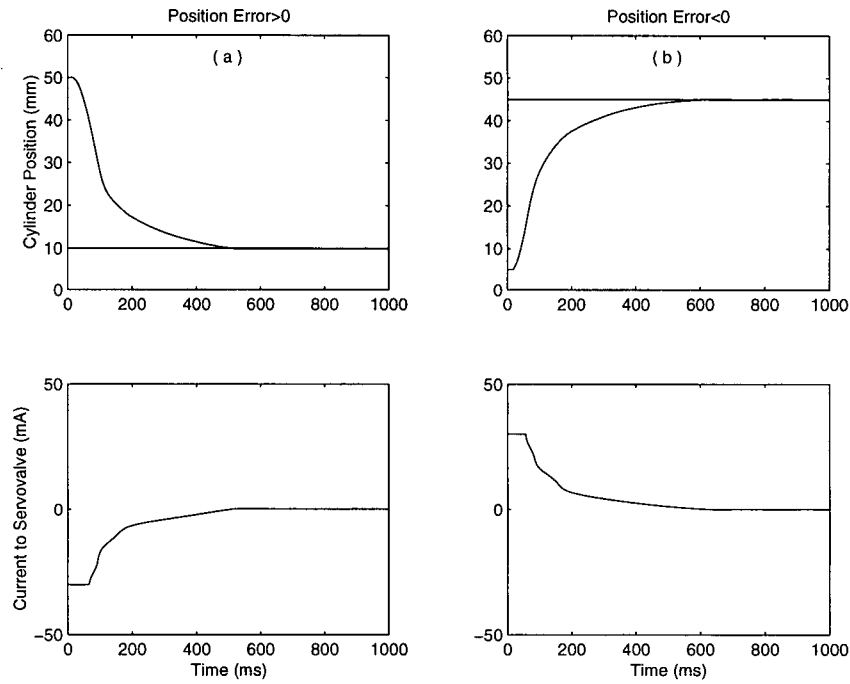 Position Error>0
Position Error<0
( a )
( b )
Cylinder Position (mm)
60
50
40
30
20
10
0
0 200 400 600 800 1000
60
50
40
30
20
10
0
0 200 400 600 800 1000
Current to Servovalve (mA)
50
0
−50
0 200 400 600 800 1000
Time (ms)
50
0
−50
0 200 400 600 800 1000
Time (ms)